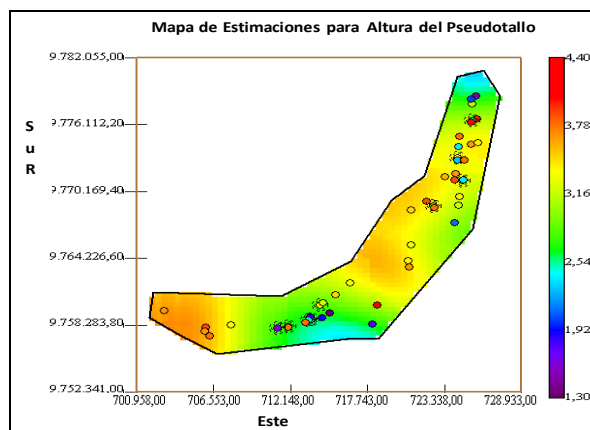 Mapa de Estimaciones para Altura del Pseudotallo
9.782.055,00
9.776.112,20
9.770.169,40
9.764.226,60
9.758.283,80
9.752.341,00
S
u
R
700.958,00 706.553,00 712.148,00 717.743,00 723.338,00 728.933,00
Este
4,40
3,78
3,16
2,54
1,92
1,30